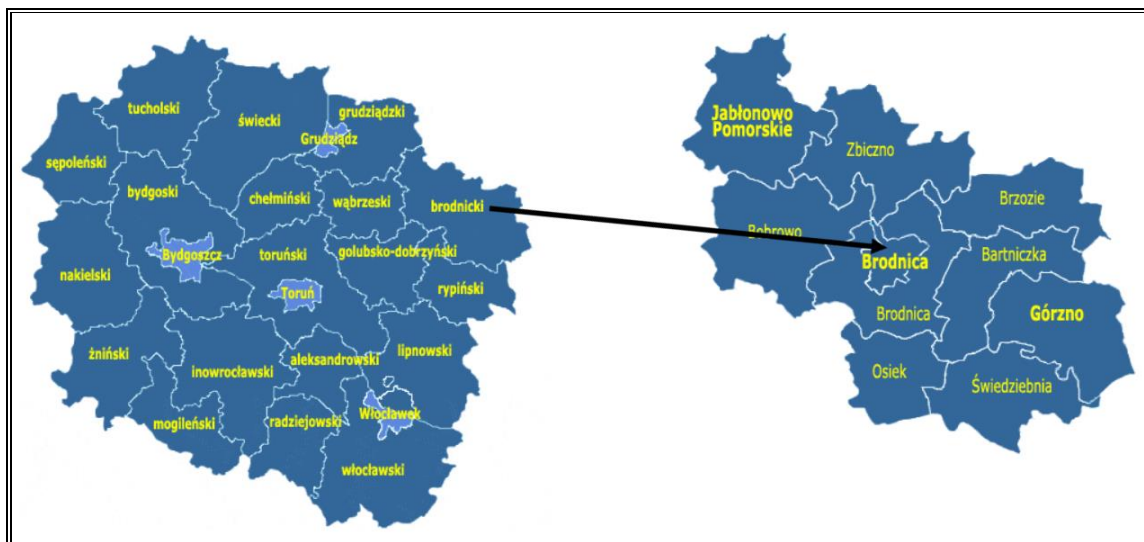 tucholski
świecki
grudziądzki
Grudziądz
sępoleński
bydgoski
chełmiński
wąbrzeski
brodnicki
Bydgoszcz
toruński
golubsko-dobrzyński
nakielski
Toruń
rypiński
żniński
inowrocławski
aleksandrowski
lipnowski
mogileński
radziejowski
Włocławek
włocławski
Jabłonowo
Pomorskie
Zbiczno
Brzozie
Bobrowo
Brodnica
Bartniczka
Brodnica
Górzno
Osiek
Świedziebnia